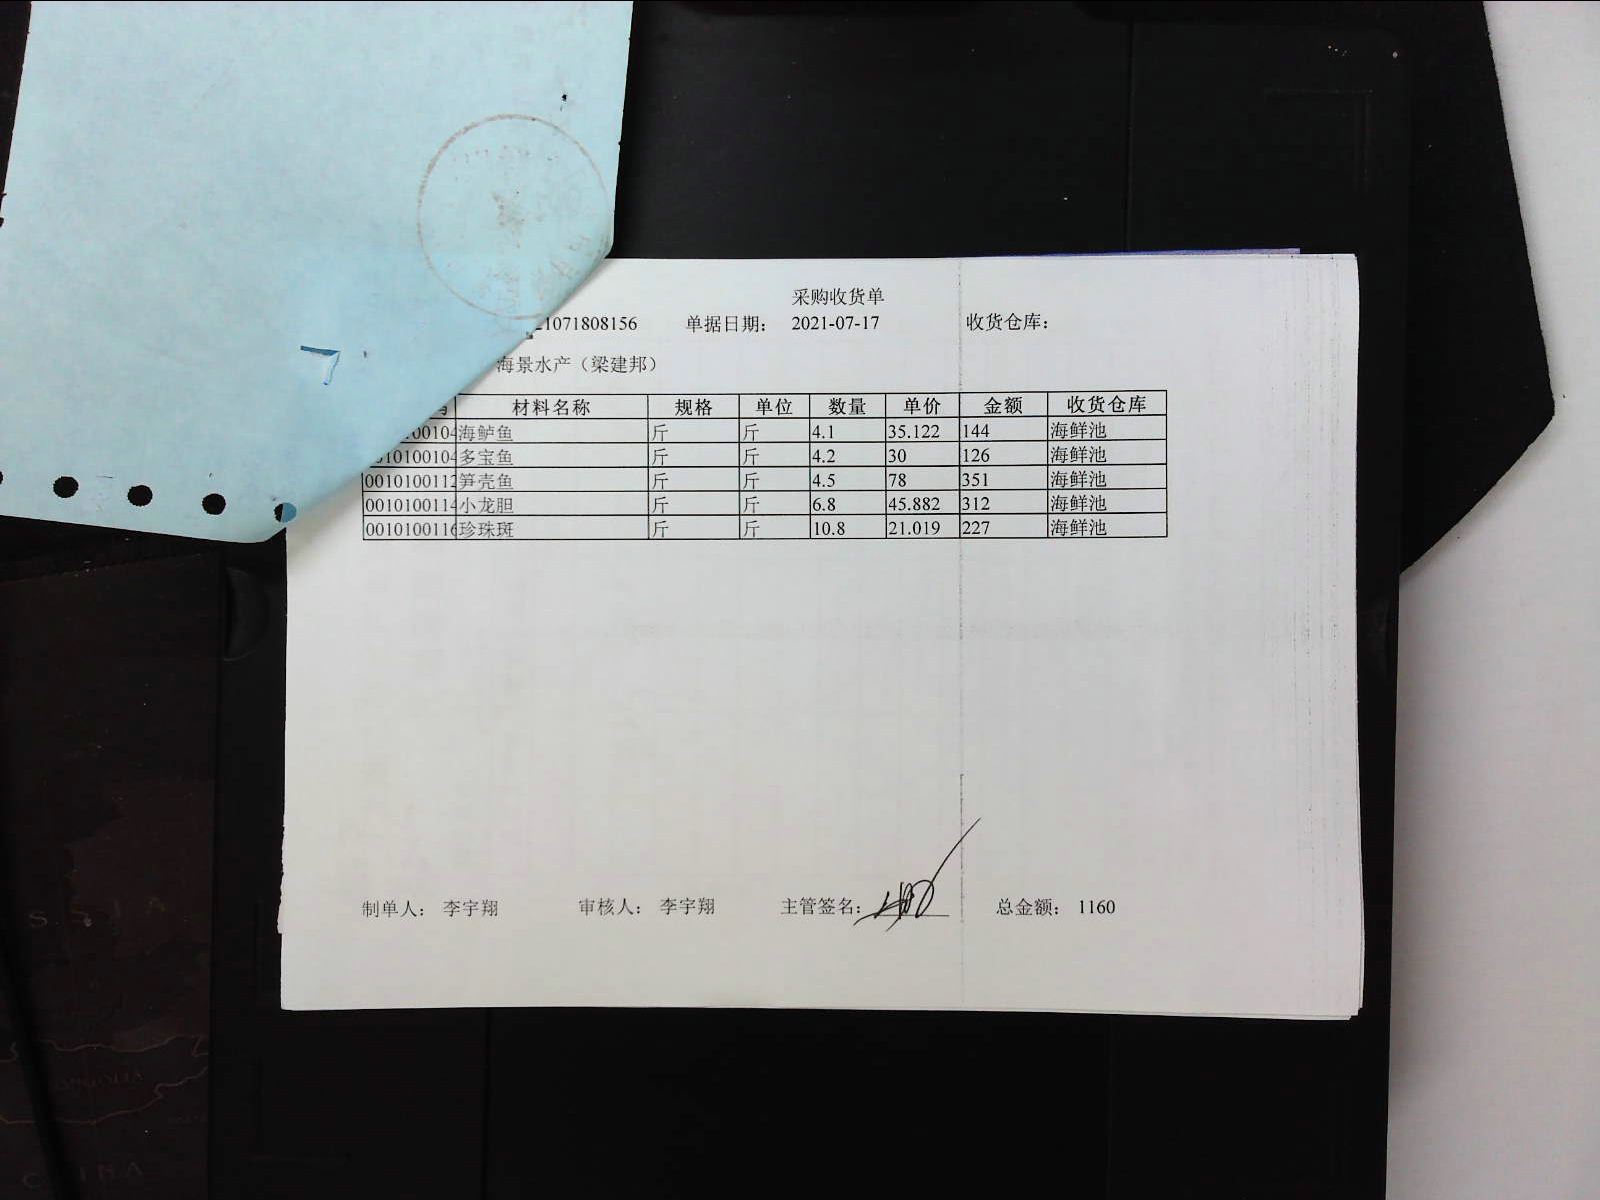 采购收货单
1071808156 单据日期： 2021-07-17 收货仓库：
海景水产（梁建邦）
材料名称 规格 单位 数量 单价 金额 收货仓库
00104 海鲈鱼 斤 斤 4.1 35.122 144 海鲜池
10100104 多宝鱼 斤 斤 4.2 30 126 海鲜池
0010100112 笋壳鱼 斤 斤 4.5 78 351 海鲜池
0010100114 小龙胆 斤 斤 6.8 45.882 312 海鲜池
0010100116 珍珠斑 斤 斤 10.8 21.019 227 海鲜池
制单人： 李宇翔 审核人： 李宇翔 主管签名： 总金额： 1160